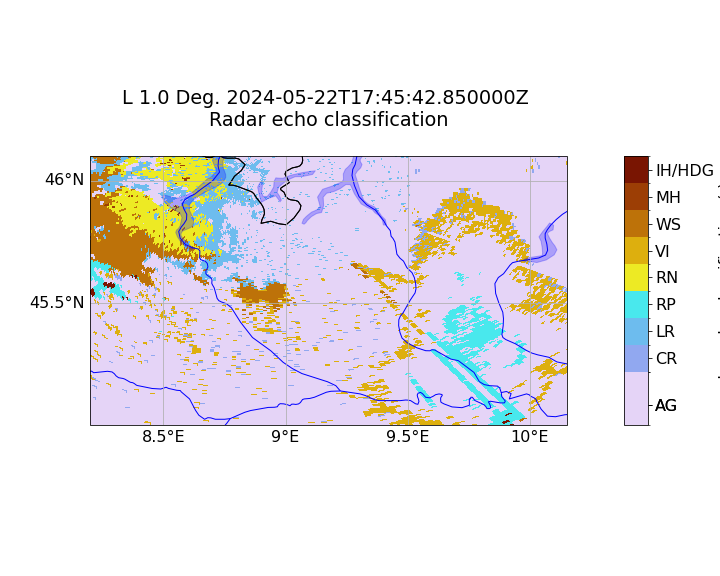 L 1.0 Deg. 2024-05-22T17:45:42.850000Z
Radar echo classification
46°N
45.5°N
8.5°E
9°E
9.5°E
10°E
IH/HDG
MH
WS
VI
RN
RP
LR
CR
AG